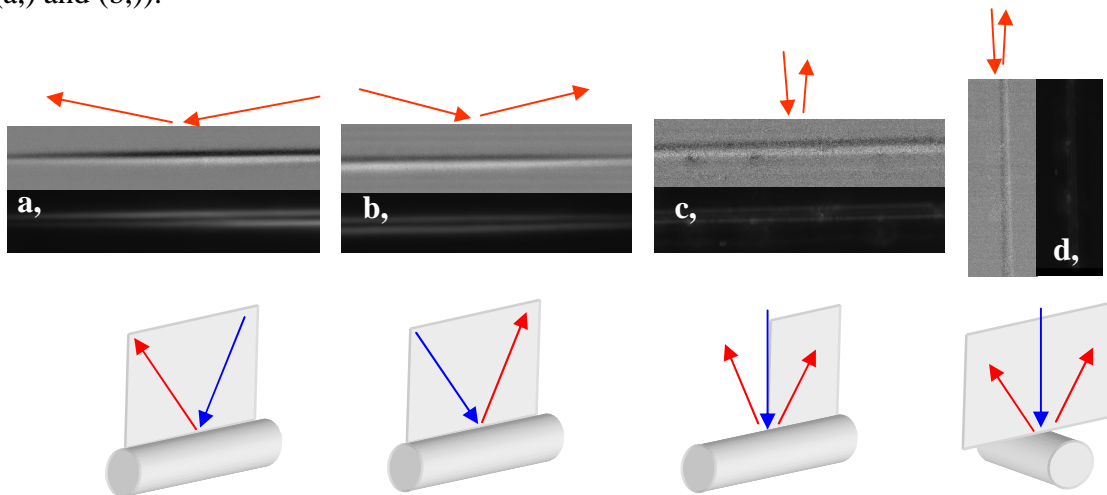 (a,) and (b,)).
a,
b,
c,
d,